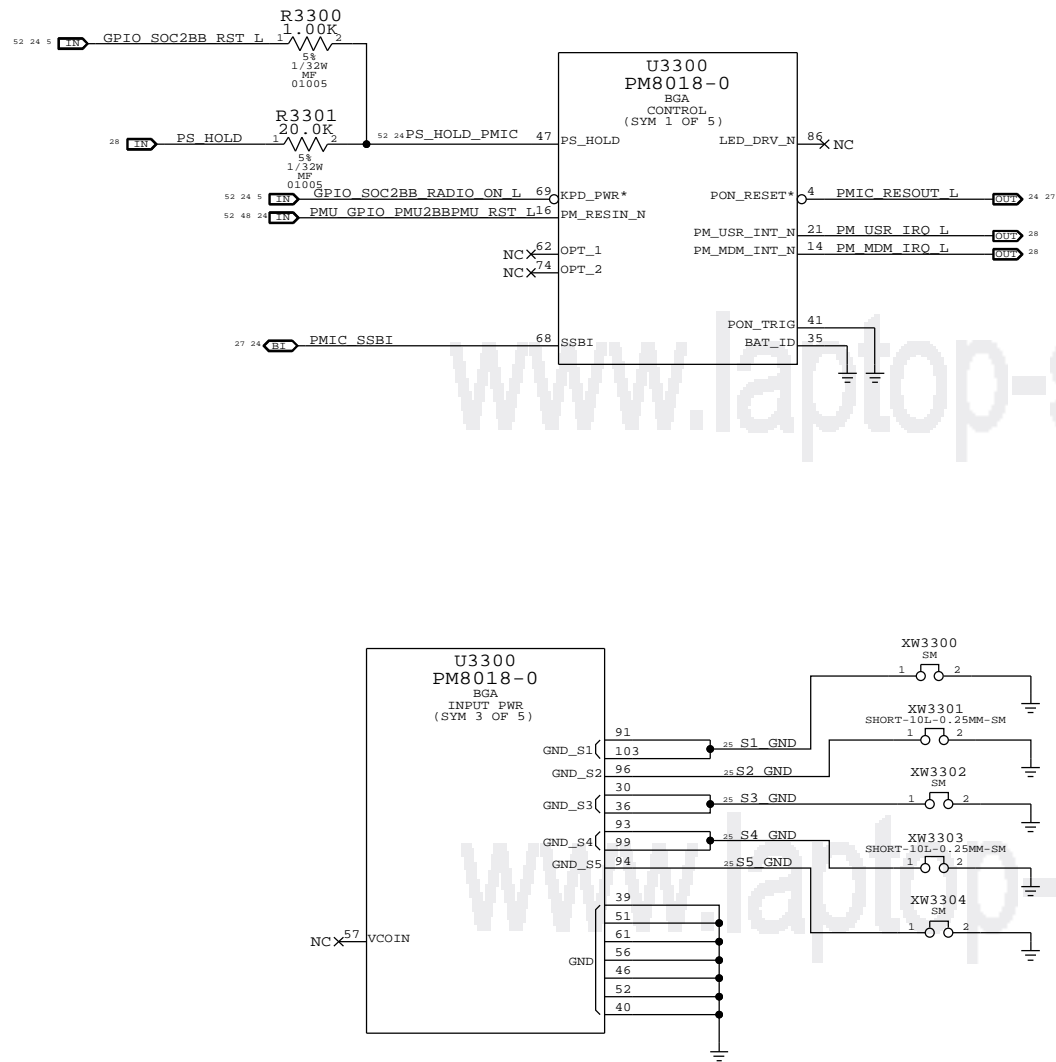 R3300
1.00K
52 24 5 IN GPIO_SOC2BB_RST_L 1 2
5%
1/32W
MF
01005
R3301
20.0K
28 IN PS_HOLD 1 2 52 24 PS_HOLD_PMIC 47
5%
1/32W
MF
01005
52 24 5 IN GPIO_SOC2BB_RADIO_ON_L 69
52 48 24 IN PMU_GPIO_PMU2BBPMU_RST_L 16
NC 62
NC 74
27 24 BI PMIC_SSBI 68
U3300
PM8018-0
BGA
CONTROL
(SYM 1 OF 5)
PS_HOLD LED_DRV_N 86 NC
KPD_PWR* PON_RESET* 4 PMIC_RESOUT_L OUT 24 27
PM_RESIN_N
PM_USR_INT_N 21 PM_USR_IRQ_L OUT 28
OPT_1 PM_MDM_INT_N 14 PM_MDM_IRQ_L OUT 28
OPT_2
PON_TRIG 41
SSBI BAT_ID 35
www.laptop-s
U3300
PM8018-0
BGA
INPUT PWR
(SYM 3 OF 5)
NC 57 VCOIN
GND_S1 91
103 25 S1_GND
GND_S2 96 25 S2_GND
GND_S3 30
36 25 S3_GND
GND_S4 93
99 25 S4_GND
GND_S5 94 25 S5_GND
GND 39
51
61
56
46
52
40
XW3300
SM
1 2
XW3301
SHORT-10L-0.25MM-SM
1 2
XW3302
SM
1 2
XW3303
SHORT-10L-0.25MM-SM
1 2
XW3304
SM
1 2
www.laptop-